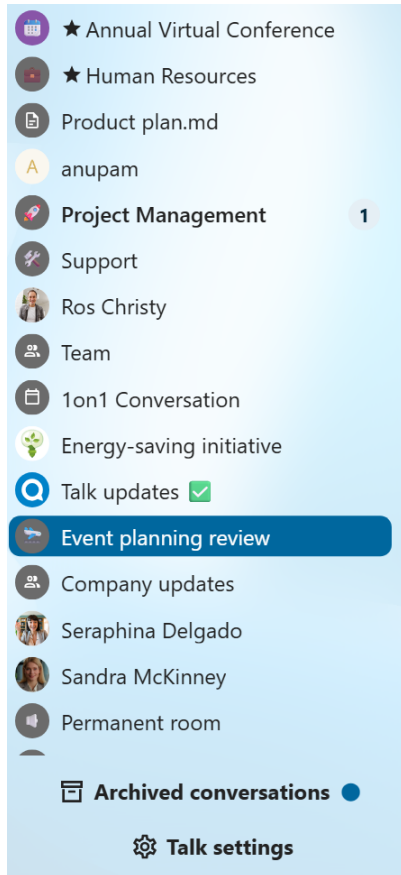 ★ Annual Virtual Conference
★ Human Resources
Product plan.md
A anupam
Project Management 1
Support
Ros Christy
Team
1on1 Conversation
Energy-saving initiative
Talk updates ✅
Event planning review
Company updates
Seraphina Delgado
Sandra McKinney
Permanent room
Archived conversations
Talk settings